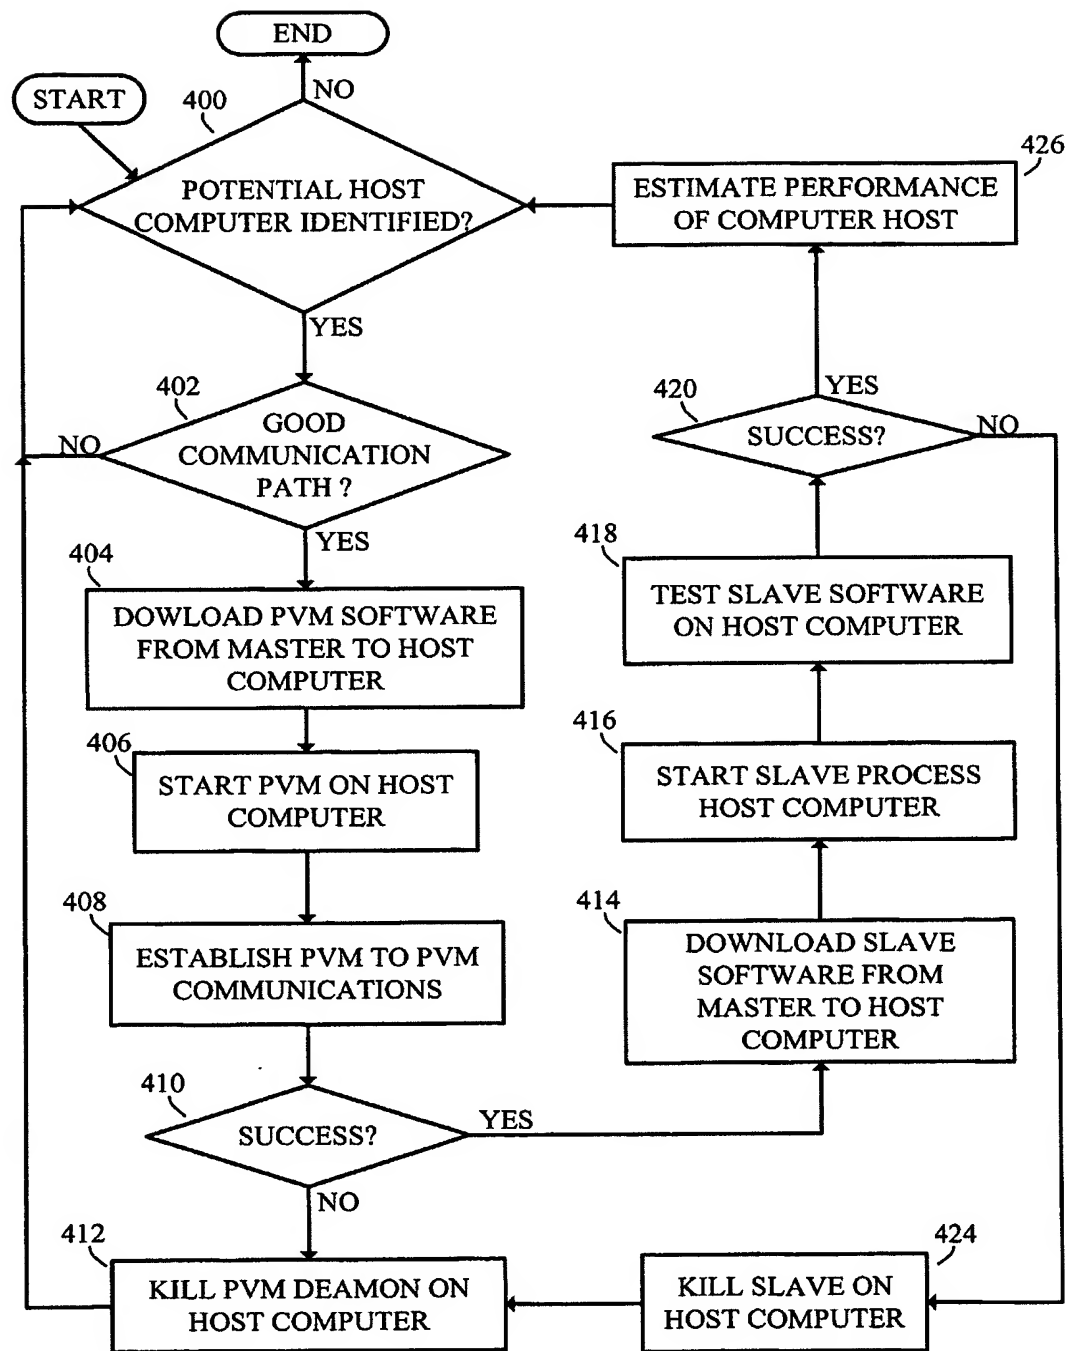 END
NO
START
400
POTENTIAL HOST
COMPUTER IDENTIFIED?
YES
426
ESTIMATE PERFORMANCE
OF COMPUTER HOST
402
GOOD
COMMUNICATION
PATH ?
NO
YES
404
DOWLOAD PVM SOFTWARE
FROM MASTER TO HOST
COMPUTER
406
START PVM ON HOST
COMPUTER
408
ESTABLISH PVM TO PVM
COMMUNICATIONS
410
SUCCESS?
YES
NO
412
KILL PVM DEAMON ON
HOST COMPUTER
414
DOWNLOAD SLAVE
SOFTWARE FROM
MASTER TO HOST
COMPUTER
416
START SLAVE PROCESS
HOST COMPUTER
418
TEST SLAVE SOFTWARE
ON HOST COMPUTER
420
SUCCESS?
YES
NO
424
KILL SLAVE ON
HOST COMPUTER